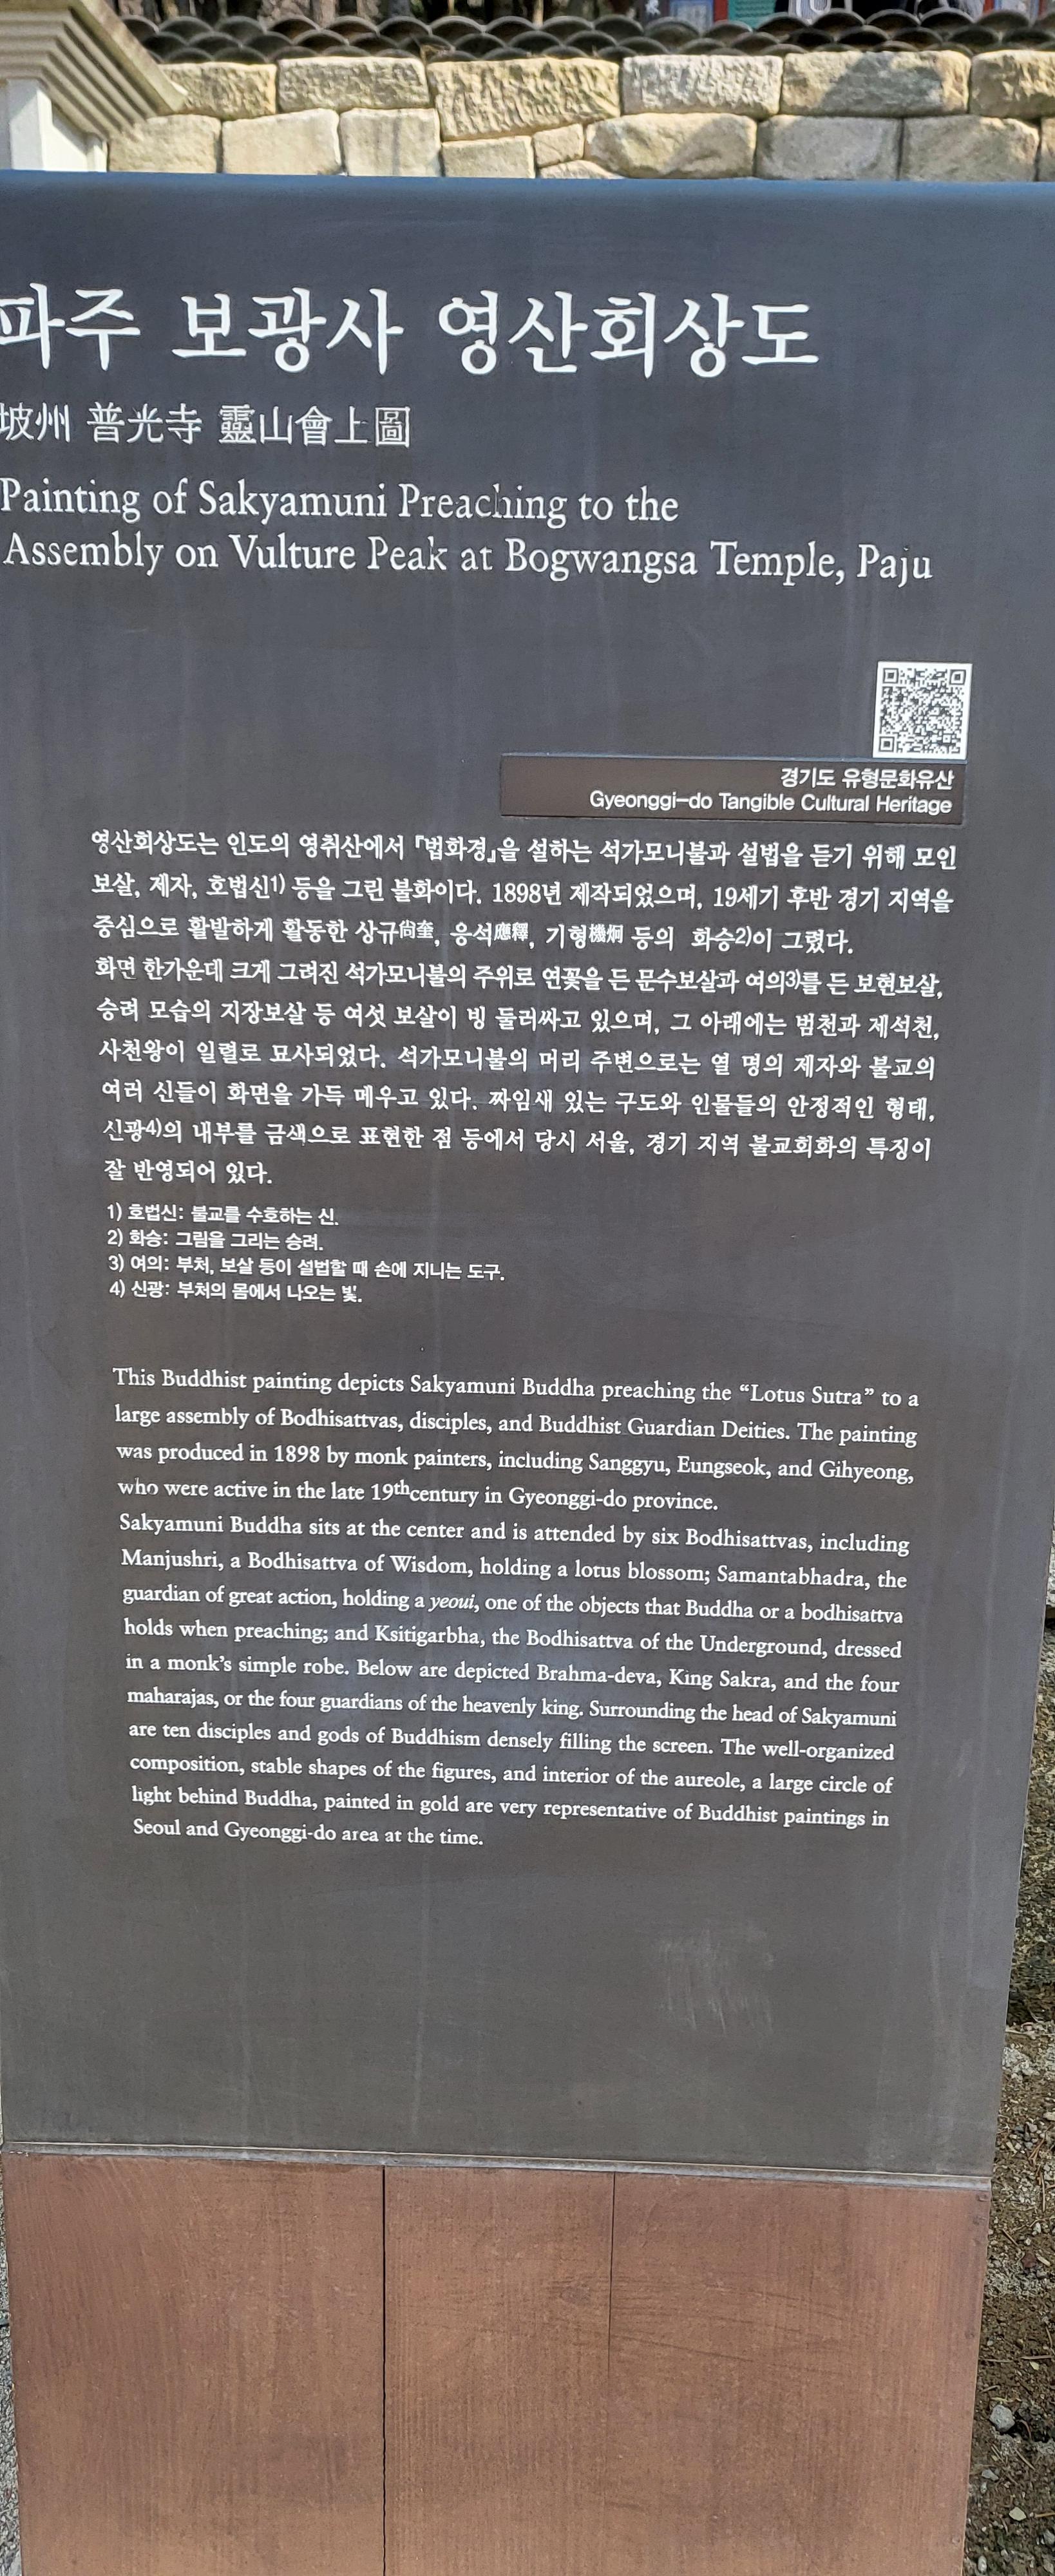 파주 보광사 영산회상도
坡州 普光寺 靈山會上圖
Painting of Sakyamuni Preaching to the
Assembly on Vulture Peak at Bogwangsa Temple, Paju
경기도 유형문화유산
Gyeonggi-do Tangible Cultural Heritage
영산회상도는 인도의 영취산에서 『법화경』을 설하는 석가모니불과 설법을 듣기 위해 모인
보살, 제자, 호법신1) 등을 그린 불화이다. 1898년 제작되었으며, 19세기 후반 경기 지역을
중심으로 활발하게 활동한 상규尙奎, 응석應釋, 기형機炯 등의 화승2)이 그렸다.
화면 한가운데 크게 그려진 석가모니불의 주위로 연꽃을 든 문수보살과 여의3)를 든 보현보살,
승려 모습의 지장보살 등 여섯 보살이 빙 둘러싸고 있으며, 그 아래에는 범천과 제석천,
사천왕이 일렬로 묘사되었다. 석가모니불의 머리 주변으로는 열 명의 제자와 불교의
여러 신들이 화면을 가득 메우고 있다. 짜임새 있는 구도와 인물들의 안정적인 형태,
신광4)의 내부를 금색으로 표현한 점 등에서 당시 서울, 경기 지역 불교회화의 특징이
잘 반영되어 있다.
1) 호법신: 불교를 수호하는 신.
2) 화승: 그림을 그리는 승려.
3) 여의: 부처, 보살 등이 설법할 때 손에 지니는 도구.
4) 신광: 부처의 몸에서 나오는 빛.
This Buddhist painting depicts Sakyamuni Buddha preaching the “Lotus Sutra” to a
large assembly of Bodhisattvas, disciples, and Buddhist Guardian Deities. The painting
was produced in 1898 by monk painters, including Sanggyu, Eungseok, and Gihyeong,
who were active in the late 19thcentury in Gyeonggi-do province.
Sakyamuni Buddha sits at the center and is attended by six Bodhisattvas, including
Manjushri, a Bodhisattva of Wisdom, holding a lotus blossom; Samantabhadra, the
guardian of great action, holding a yeoui, one of the objects that Buddha or a bodhisattva
holds when preaching; and Ksitigarbha, the Bodhisattva of the Underground, dressed
in a monk’s simple robe. Below are depicted Brahma-deva, King Sakra, and the four
maharajas, or the four guardians of the heavenly king. Surrounding the head of Sakyamuni
are ten disciples and gods of Buddhism densely filling the screen. The well-organized
composition, stable shapes of the figures, and interior of the aureole, a large circle of
light behind Buddha, painted in gold are very representative of Buddhist paintings in
Seoul and Gyeonggi-do area at the time.